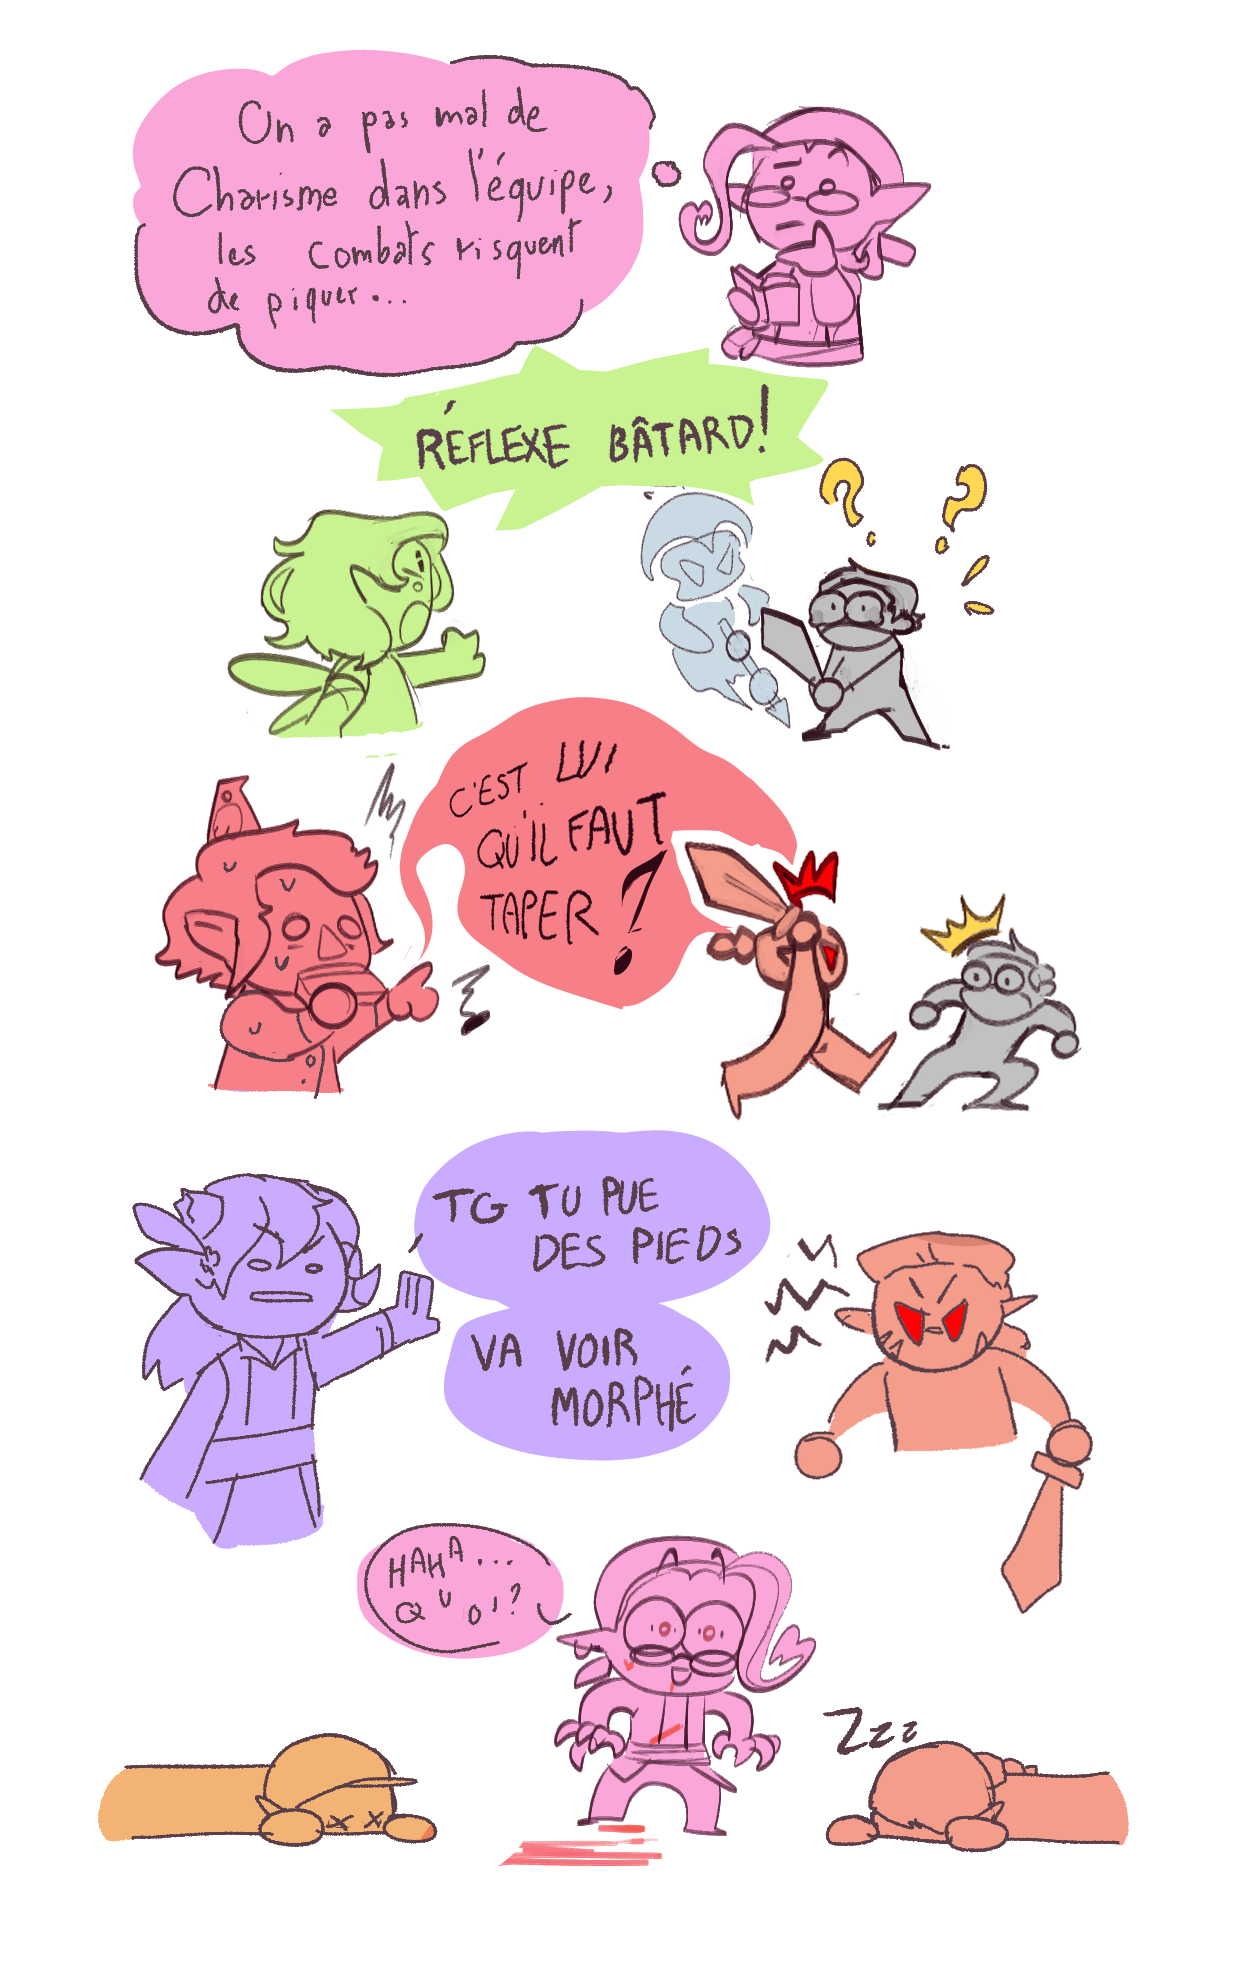 On a pas mal de
Charisme dans l'équipe,
les combats risquent
de piquer...
RÉFLEXE BÂTARD!
? ?
C'EST LUI
QU'IL FAUT
TAPER ?
TG TU PUE
DES PIEDS
VA VOIR
MORPHÉ
HAHA...
QUOI?
Zzz